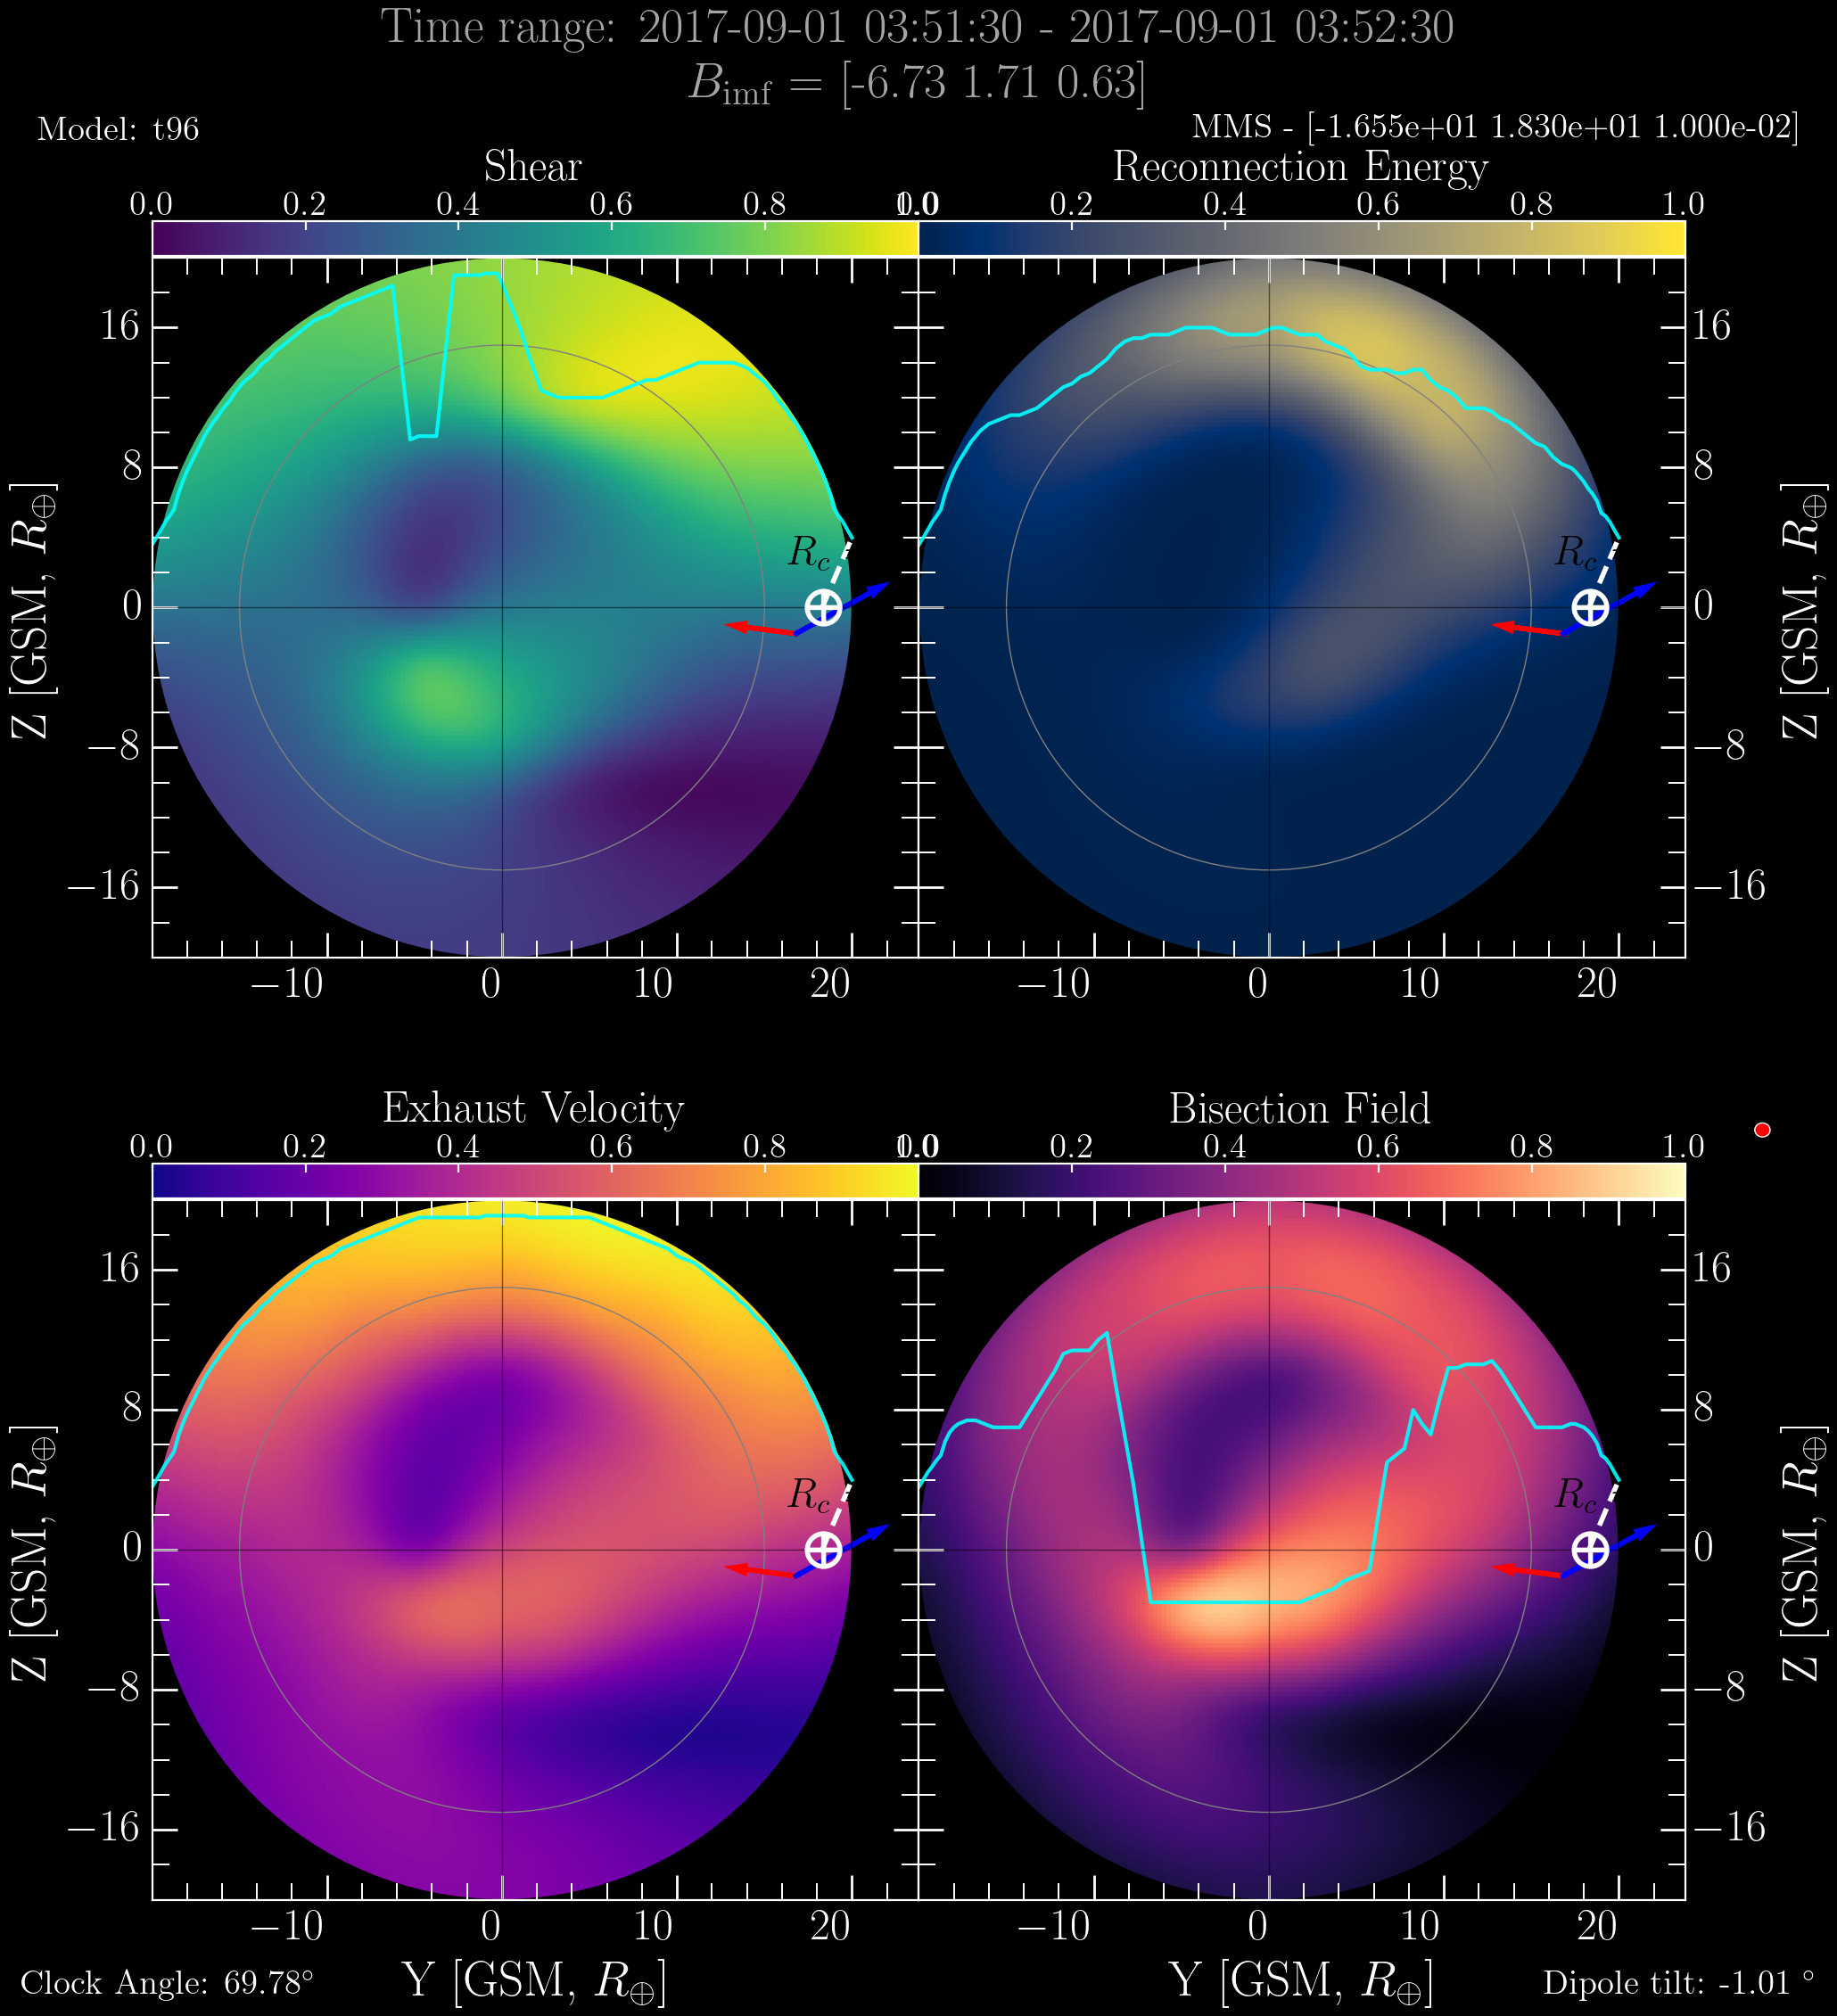 Time range: 2017-09-01 03:51:30 - 2017-09-01 03:52:30
B_imf = [-6.73 1.71 0.63]
Model: t96
MMS - [-1.655e+01 1.830e+01 1.000e-02]
Shear
Reconnection Energy
0.0 0.2 0.4 0.6 0.8 1.0
0.0 0.2 0.4 0.6 0.8 1.0
Z [GSM, R⊕]
16
8
0
−8
−16
R_c
−10 0 10 20
R_c
16
8
0
−8
−16
Z [GSM, R⊕]
−10 0 10 20
Exhaust Velocity
Bisection Field
0.0 0.2 0.4 0.6 0.8 1.0
0.0 0.2 0.4 0.6 0.8 1.0
Z [GSM, R⊕]
16
8
0
−8
−16
R_c
−10 0 10 20
R_c
16
8
0
−8
−16
Z [GSM, R⊕]
−10 0 10 20
Clock Angle: 69.78°
Y [GSM, R⊕]
Y [GSM, R⊕]
Dipole tilt: -1.01 °